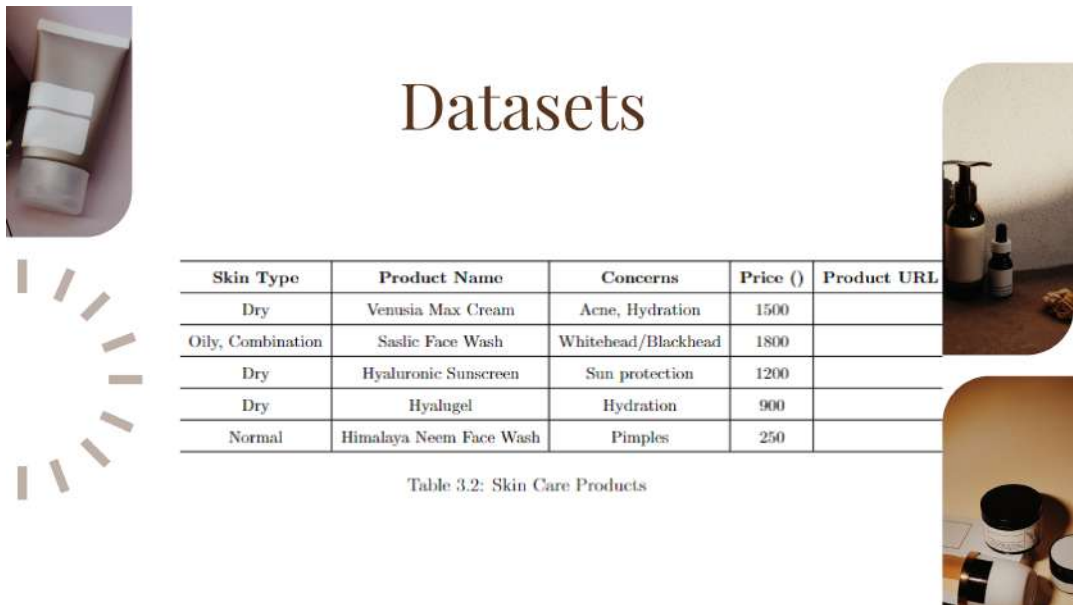 Datasets
Skin Type Product Name Concerns Price () Product URL
Dry Venusia Max Cream Acne, Hydration 1500
Oily, Combination Saslic Face Wash Whitehead/Blackhead 1800
Dry Hyaluronic Sunscreen Sun protection 1200
Dry Hyalugel Hydration 900
Normal Himalaya Neem Face Wash Pimples 250
Table 3.2: Skin Care Products